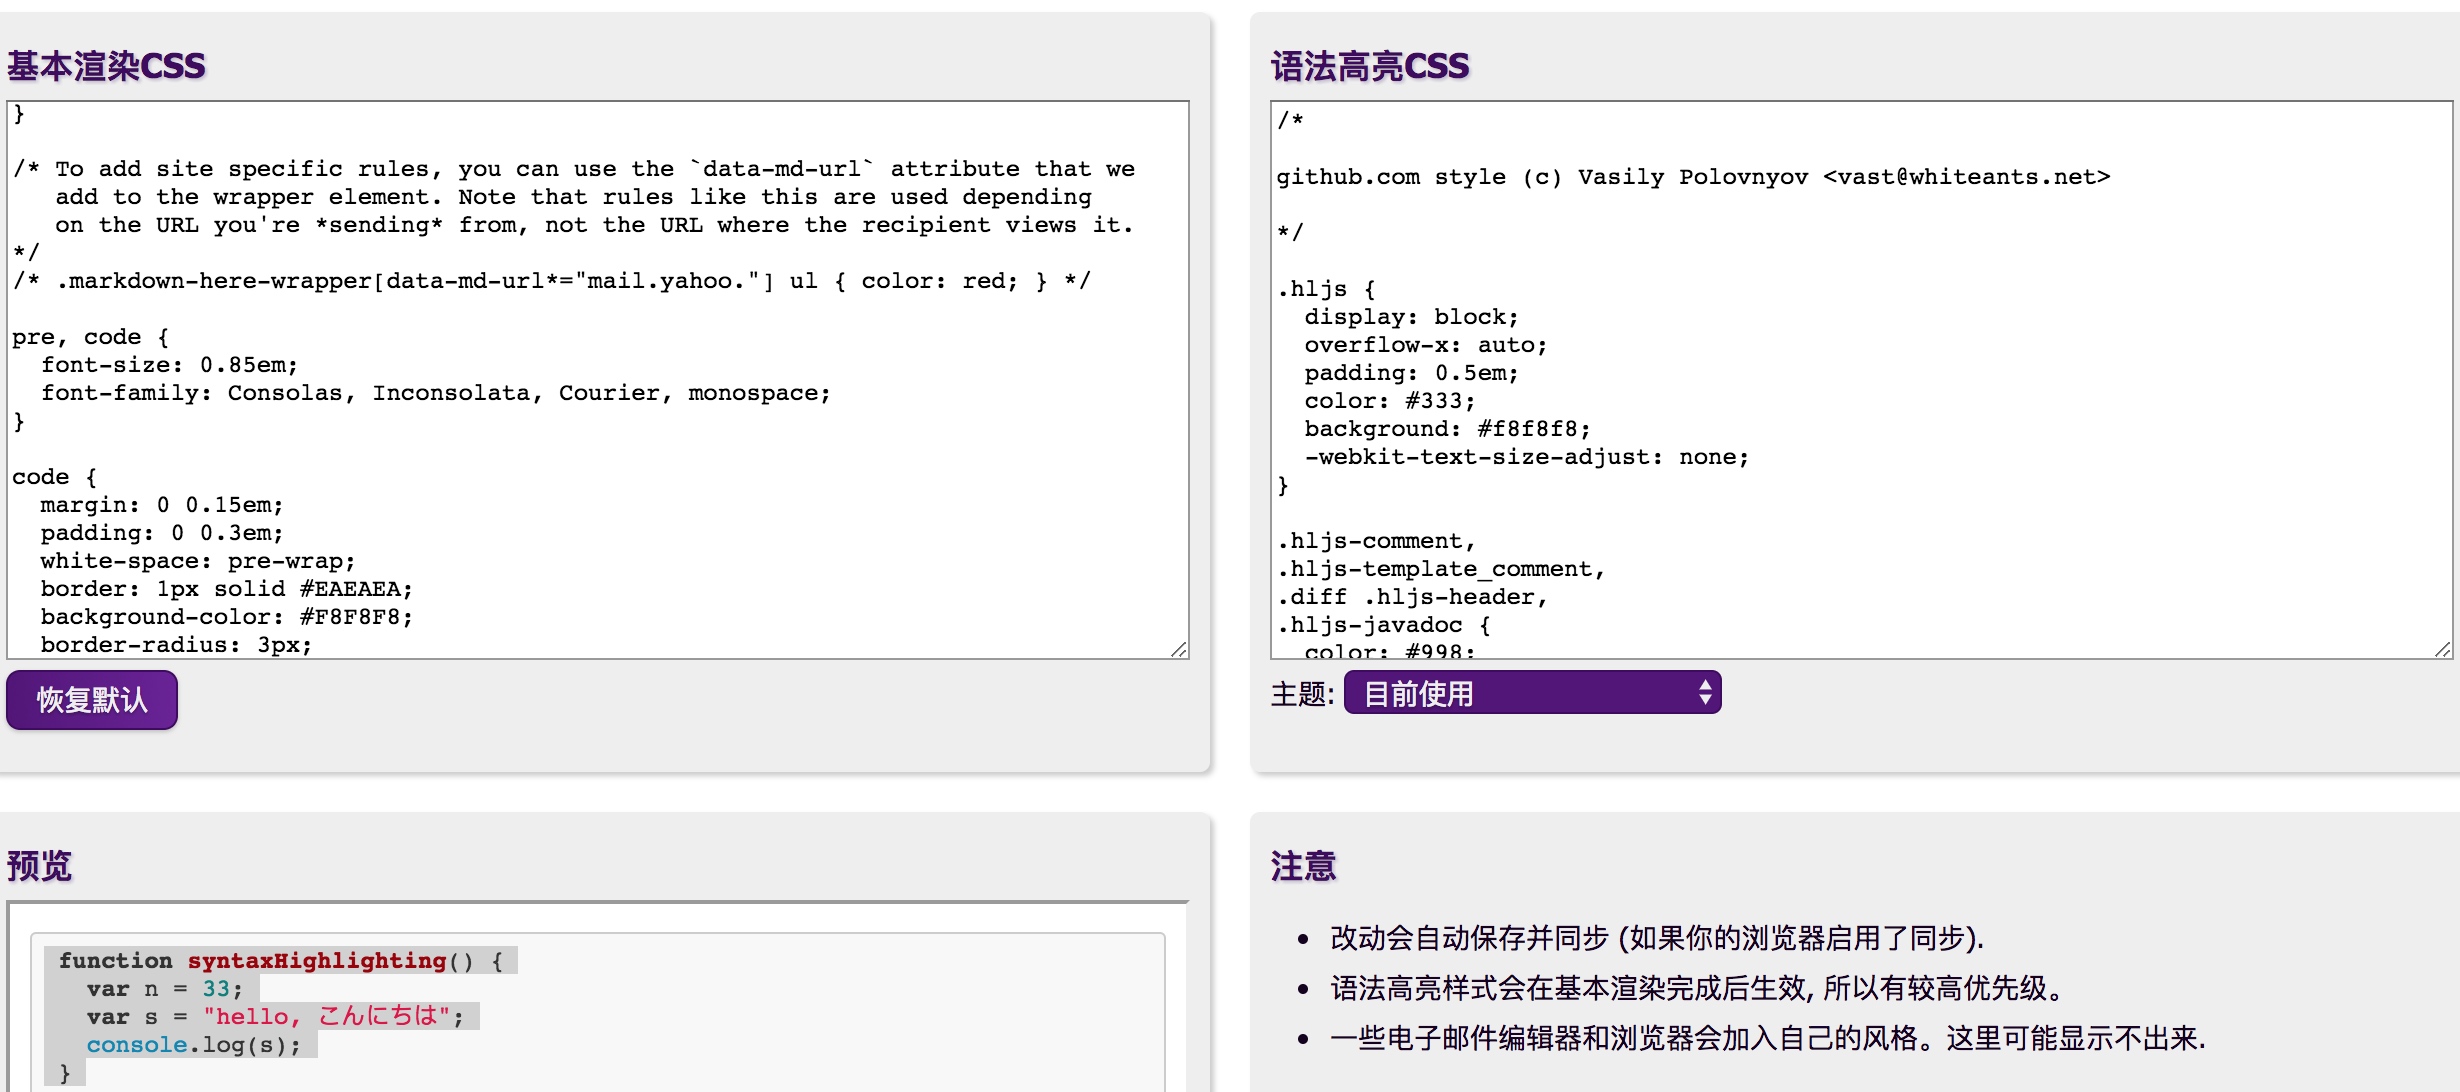 基本渲染CSS
}
/* To add site specific rules, you can use the `data-md-url` attribute that we
   add to the wrapper element. Note that rules like this are used depending
   on the URL you're *sending* from, not the URL where the recipient views it.
*/
/* .markdown-here-wrapper[data-md-url*="mail.yahoo."] ul { color: red; } */
pre, code {
  font-size: 0.85em;
  font-family: Consolas, Inconsolata, Courier, monospace;
}
code {
  margin: 0 0.15em;
  padding: 0 0.3em;
  white-space: pre-wrap;
  border: 1px solid #EAEAEA;
  background-color: #F8F8F8;
  border-radius: 3px;
恢复默认
语法高亮CSS
/*
github.com style (c) Vasily Polovnyov <vast@whiteants.net>
*/
.hljs {
  display: block;
  overflow-x: auto;
  padding: 0.5em;
  color: #333;
  background: #f8f8f8;
  -webkit-text-size-adjust: none;
}
.hljs-comment,
.hljs-template_comment,
.diff .hljs-header,
.hljs-javadoc {
  color: #998;
主题: 目前使用
预览
function syntaxHighlighting() {
  var n = 33;
  var s = "hello, こんにちは";
  console.log(s);
}
注意
• 改动会自动保存并同步 (如果你的浏览器启用了同步).
• 语法高亮样式会在基本渲染完成后生效, 所以有较高优先级。
• 一些电子邮件编辑器和浏览器会加入自己的风格。这里可能显示不出来.